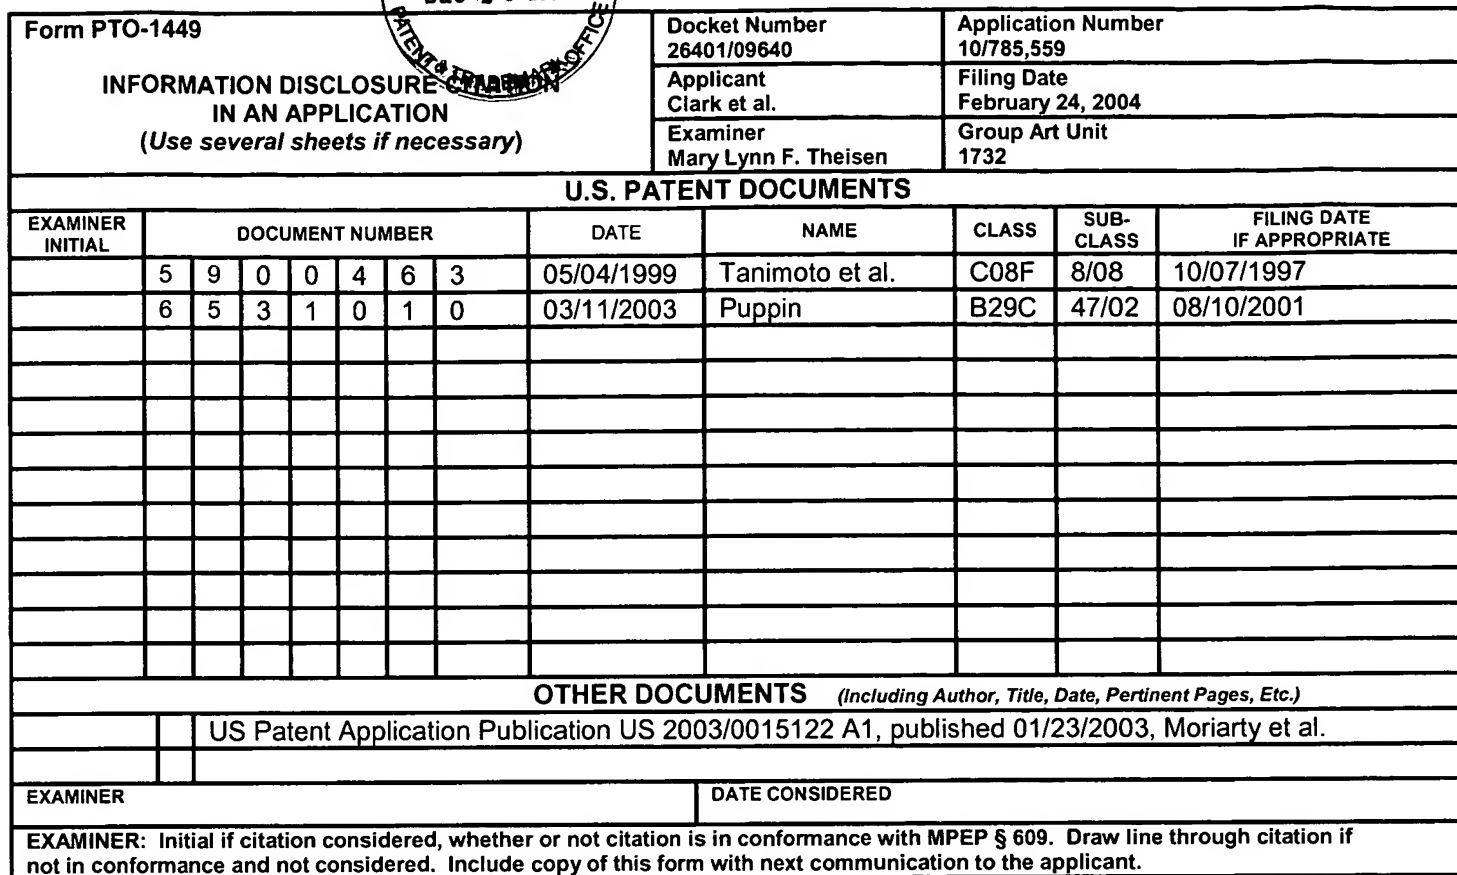 Form PTO-1449
PATENT & TRADEMARK OFFICE
INFORMATION DISCLOSURE CITATION
IN AN APPLICATION
(Use several sheets if necessary)
Docket Number
26401/09640
Application Number
10/785,559
Applicant
Clark et al.
Filing Date
February 24, 2004
Examiner
Mary Lynn F. Theisen
Group Art Unit
1732
U.S. PATENT DOCUMENTS
EXAMINER INITIAL DOCUMENT NUMBER DATE NAME CLASS SUB-CLASS FILING DATE IF APPROPRIATE
5 9 0 0 4 6 3 05/04/1999 Tanimoto et al. C08F 8/08 10/07/1997
6 5 3 1 0 1 0 03/11/2003 Puppin B29C 47/02 08/10/2001
OTHER DOCUMENTS (Including Author, Title, Date, Pertinent Pages, Etc.)
US Patent Application Publication US 2003/0015122 A1, published 01/23/2003, Moriarty et al.
EXAMINER DATE CONSIDERED
EXAMINER: Initial if citation considered, whether or not citation is in conformance with MPEP § 609. Draw line through citation if
not in conformance and not considered. Include copy of this form with next communication to the applicant.